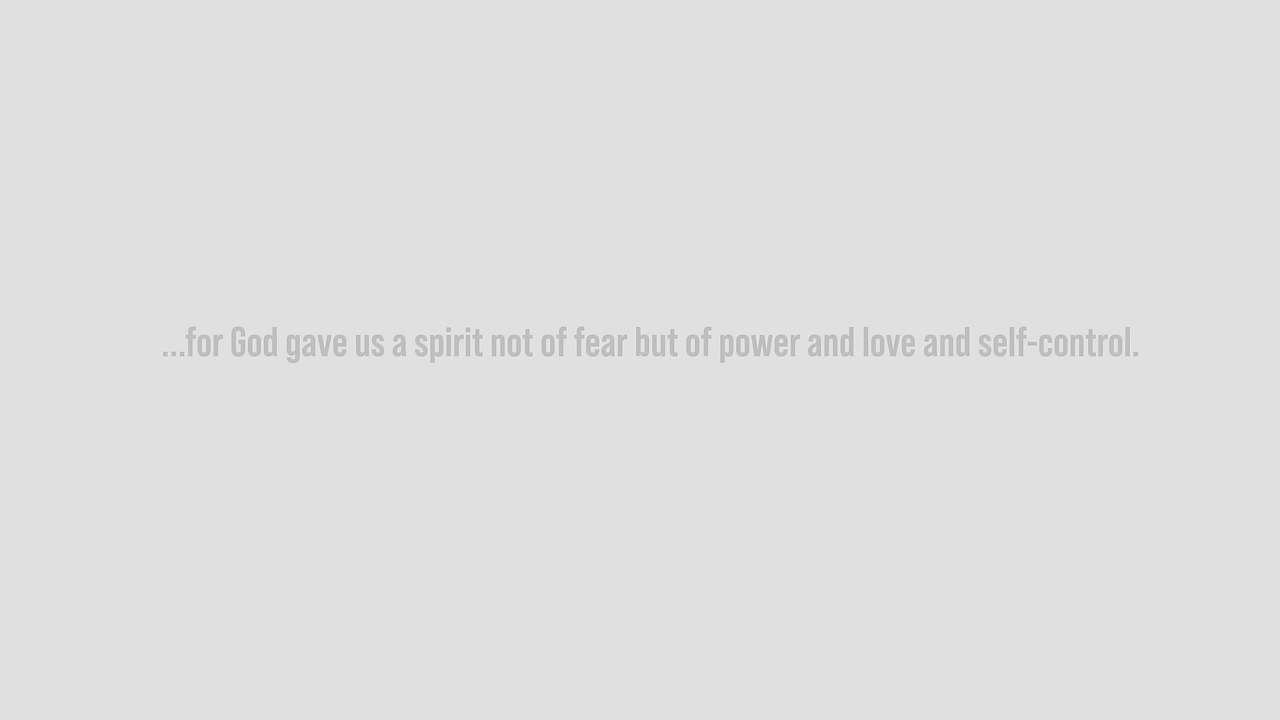 ...for God gave us a spirit not of fear but of power and love and self-control.